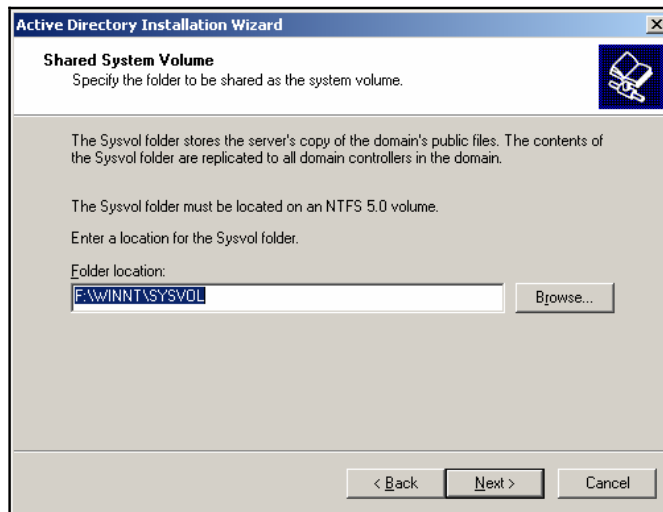 Active Directory Installation Wizard
Shared System Volume
Specify the folder to be shared as the system volume.
The Sysvol folder stores the server's copy of the domain's public files. The contents of
the Sysvol folder are replicated to all domain controllers in the domain.
The Sysvol folder must be located on an NTFS 5.0 volume.
Enter a location for the Sysvol folder.
Folder location:
F:\WINNT\SYSVOL
Browse...
< Back
Next >
Cancel